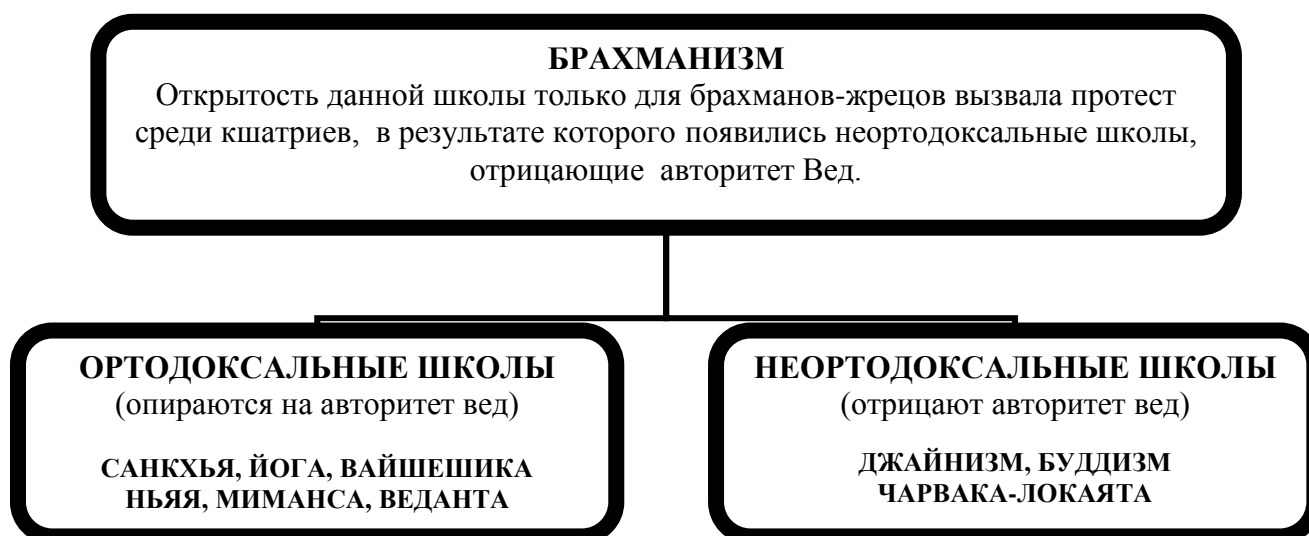 БРАХМАНИЗМ
Открытость данной школы только для брахманов-жрецов вызвала протест
среди кшатриев, в результате которого появились неортодоксальные школы,
отрицающие авторитет Вед.
ОРТОДОКСАЛЬНЫЕ ШКОЛЫ
(опираются на авторитет вед)
САНКХЬЯ, ЙОГА, ВАЙШЕШИКА
НЬЯЯ, МИМАНСА, ВЕДАНТА
НЕОРТОДОКСАЛЬНЫЕ ШКОЛЫ
(отрицают авторитет вед)
ДЖАЙНИЗМ, БУДДИЗМ
ЧАРВАКА-ЛОКАЯТА